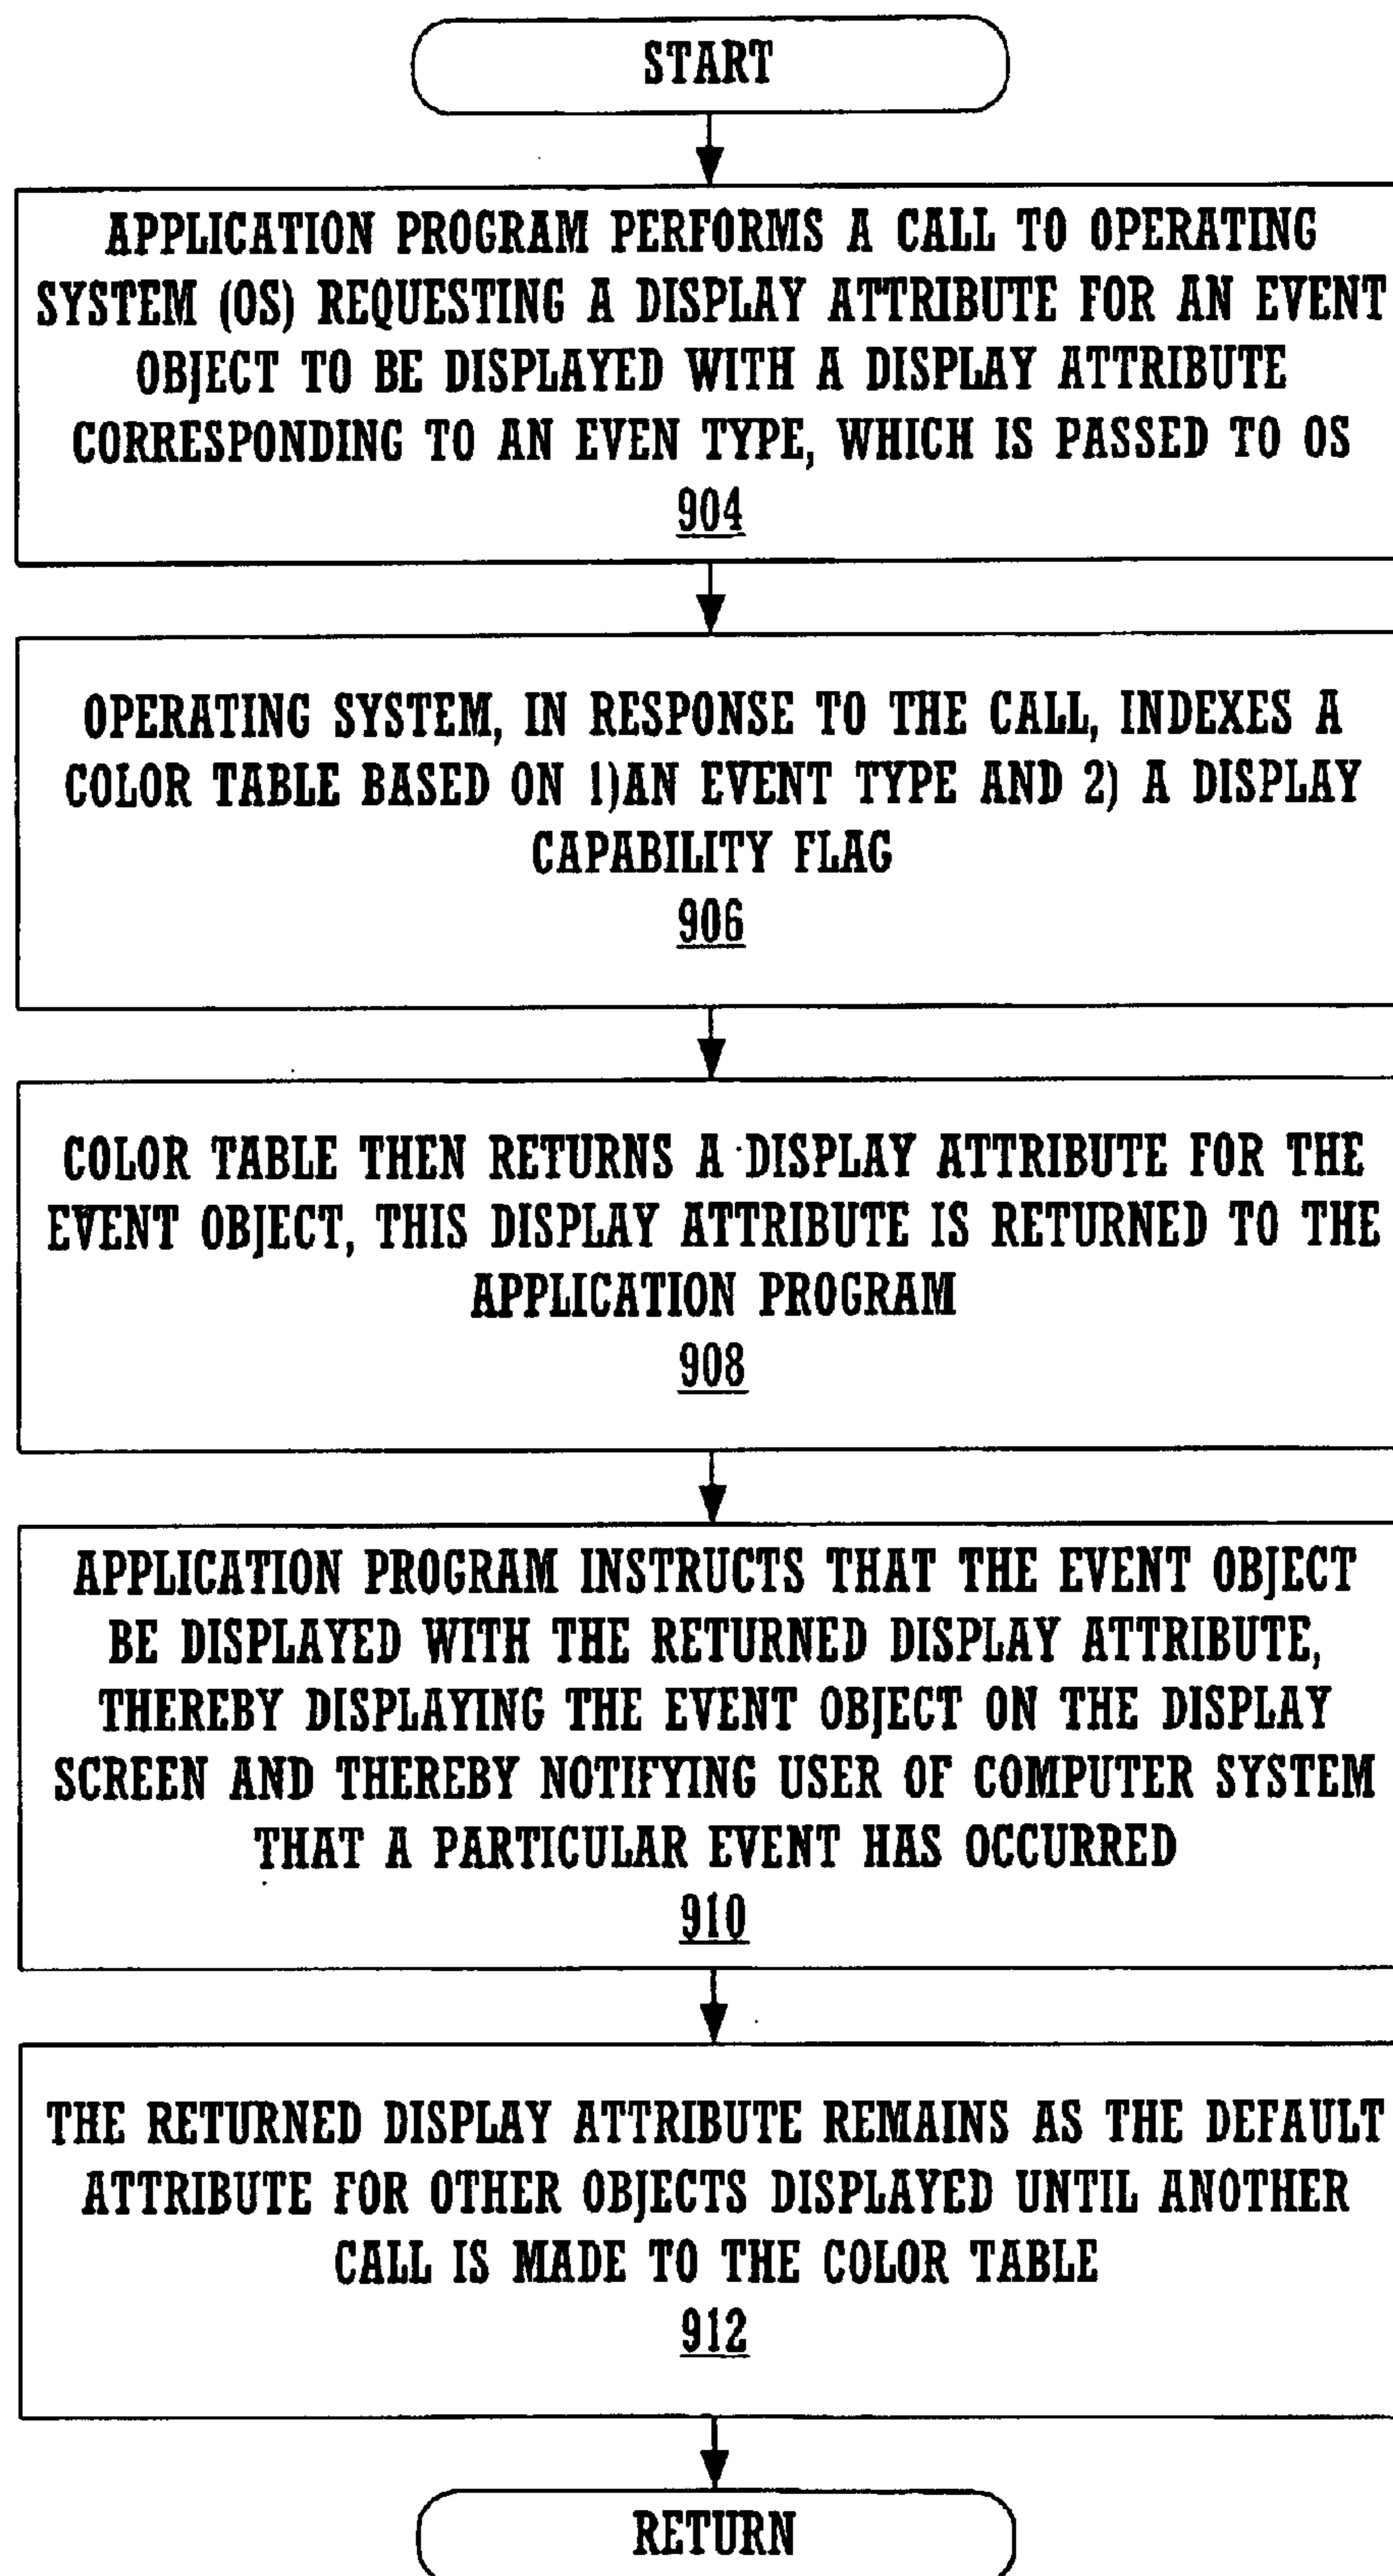 START
APPLICATION PROGRAM PERFORMS A CALL TO OPERATING
SYSTEM (OS) REQUESTING A DISPLAY ATTRIBUTE FOR AN EVENT
OBJECT TO BE DISPLAYED WITH A DISPLAY ATTRIBUTE
CORRESPONDING TO AN EVEN TYPE, WHICH IS PASSED TO OS
904
OPERATING SYSTEM, IN RESPONSE TO THE CALL, INDEXES A
COLOR TABLE BASED ON 1)AN EVENT TYPE AND 2) A DISPLAY
CAPABILITY FLAG
906
COLOR TABLE THEN RETURNS A DISPLAY ATTRIBUTE FOR THE
EVENT OBJECT, THIS DISPLAY ATTRIBUTE IS RETURNED TO THE
APPLICATION PROGRAM
908
APPLICATION PROGRAM INSTRUCTS THAT THE EVENT OBJECT
BE DISPLAYED WITH THE RETURNED DISPLAY ATTRIBUTE,
THEREBY DISPLAYING THE EVENT OBJECT ON THE DISPLAY
SCREEN AND THEREBY NOTIFYING USER OF COMPUTER SYSTEM
THAT A PARTICULAR EVENT HAS OCCURRED
910
THE RETURNED DISPLAY ATTRIBUTE REMAINS AS THE DEFAULT
ATTRIBUTE FOR OTHER OBJECTS DISPLAYED UNTIL ANOTHER
CALL IS MADE TO THE COLOR TABLE
912
RETURN